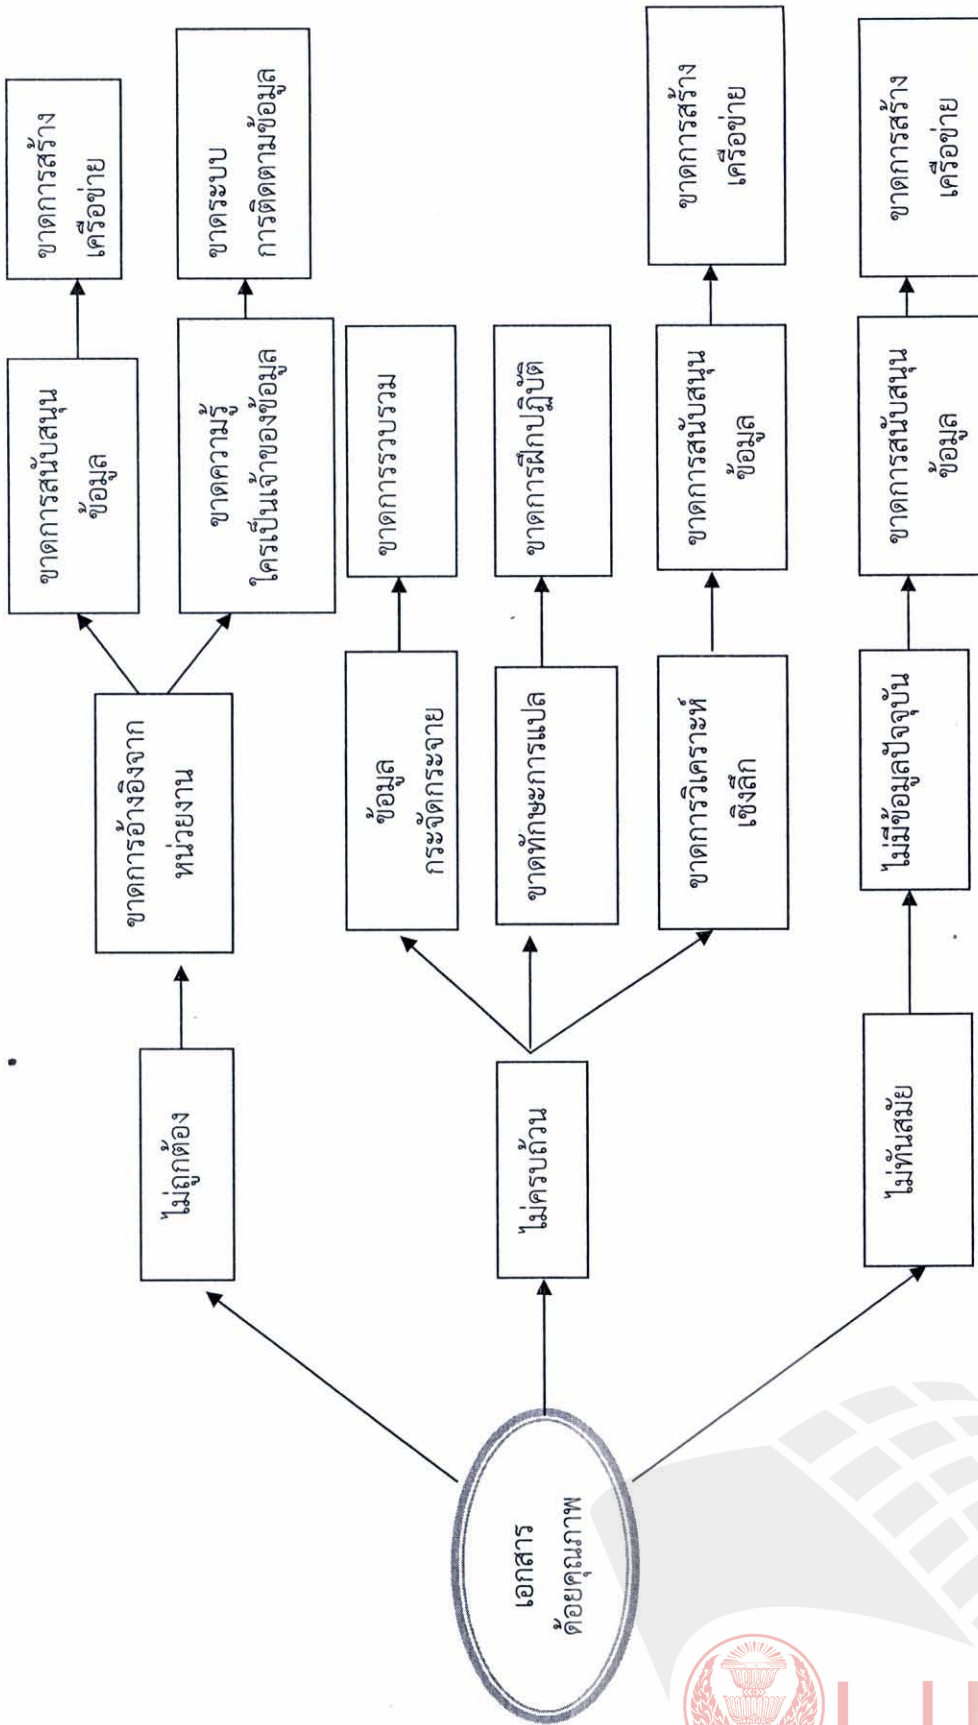 เอกสาร
ด้อยคุณภาพ
ไม่ถูกต้อง
ขาดการอ้างอิงจาก
หน่วยงาน
ขาดการสนับสนุน
ข้อมูล
ขาดการสร้าง
เครือข่าย
ขาดความรู้
ใครเป็นเจ้าของข้อมูล
ขาดระบบ
การติดตามข้อมูล
ไม่ครบถ้วน
ข้อมูล
กระจัดกระจาย
ขาดการรวบรวม
ขาดทักษะการแปล
ขาดการฝึกปฏิบัติ
ขาดการวิเคราะห์
เชิงลึก
ขาดการสนับสนุน
ข้อมูล
ขาดการสร้าง
เครือข่าย
ไม่ทันสมัย
ไม่มีข้อมูลปัจจุบัน
ขาดการสนับสนุน
ข้อมูล
ขาดการสร้าง
เครือข่าย